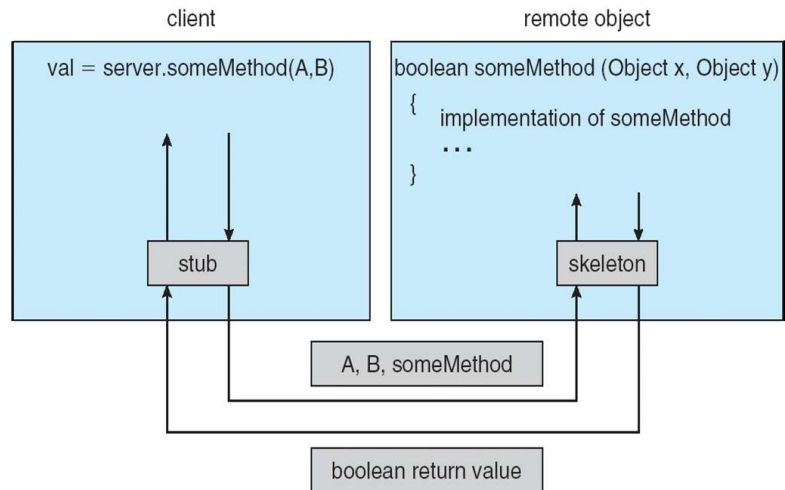 client
remote object
val = server.someMethod(A,B)
boolean someMethod (Object x, Object y)
{
implementation of someMethod
...
}
stub
skeleton
A, B, someMethod
boolean return value